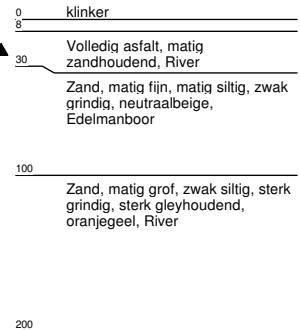 0 klinker
8
Volledig asfalt, matig
30 zandhoudend, River
Zand, matig fijn, matig siltig, zwak
grindig, neutraalbeige,
Edelmanboor
100
Zand, matig grof, zwak siltig, sterk
grindig, sterk gleyhoudend,
oranjegeel, River
200